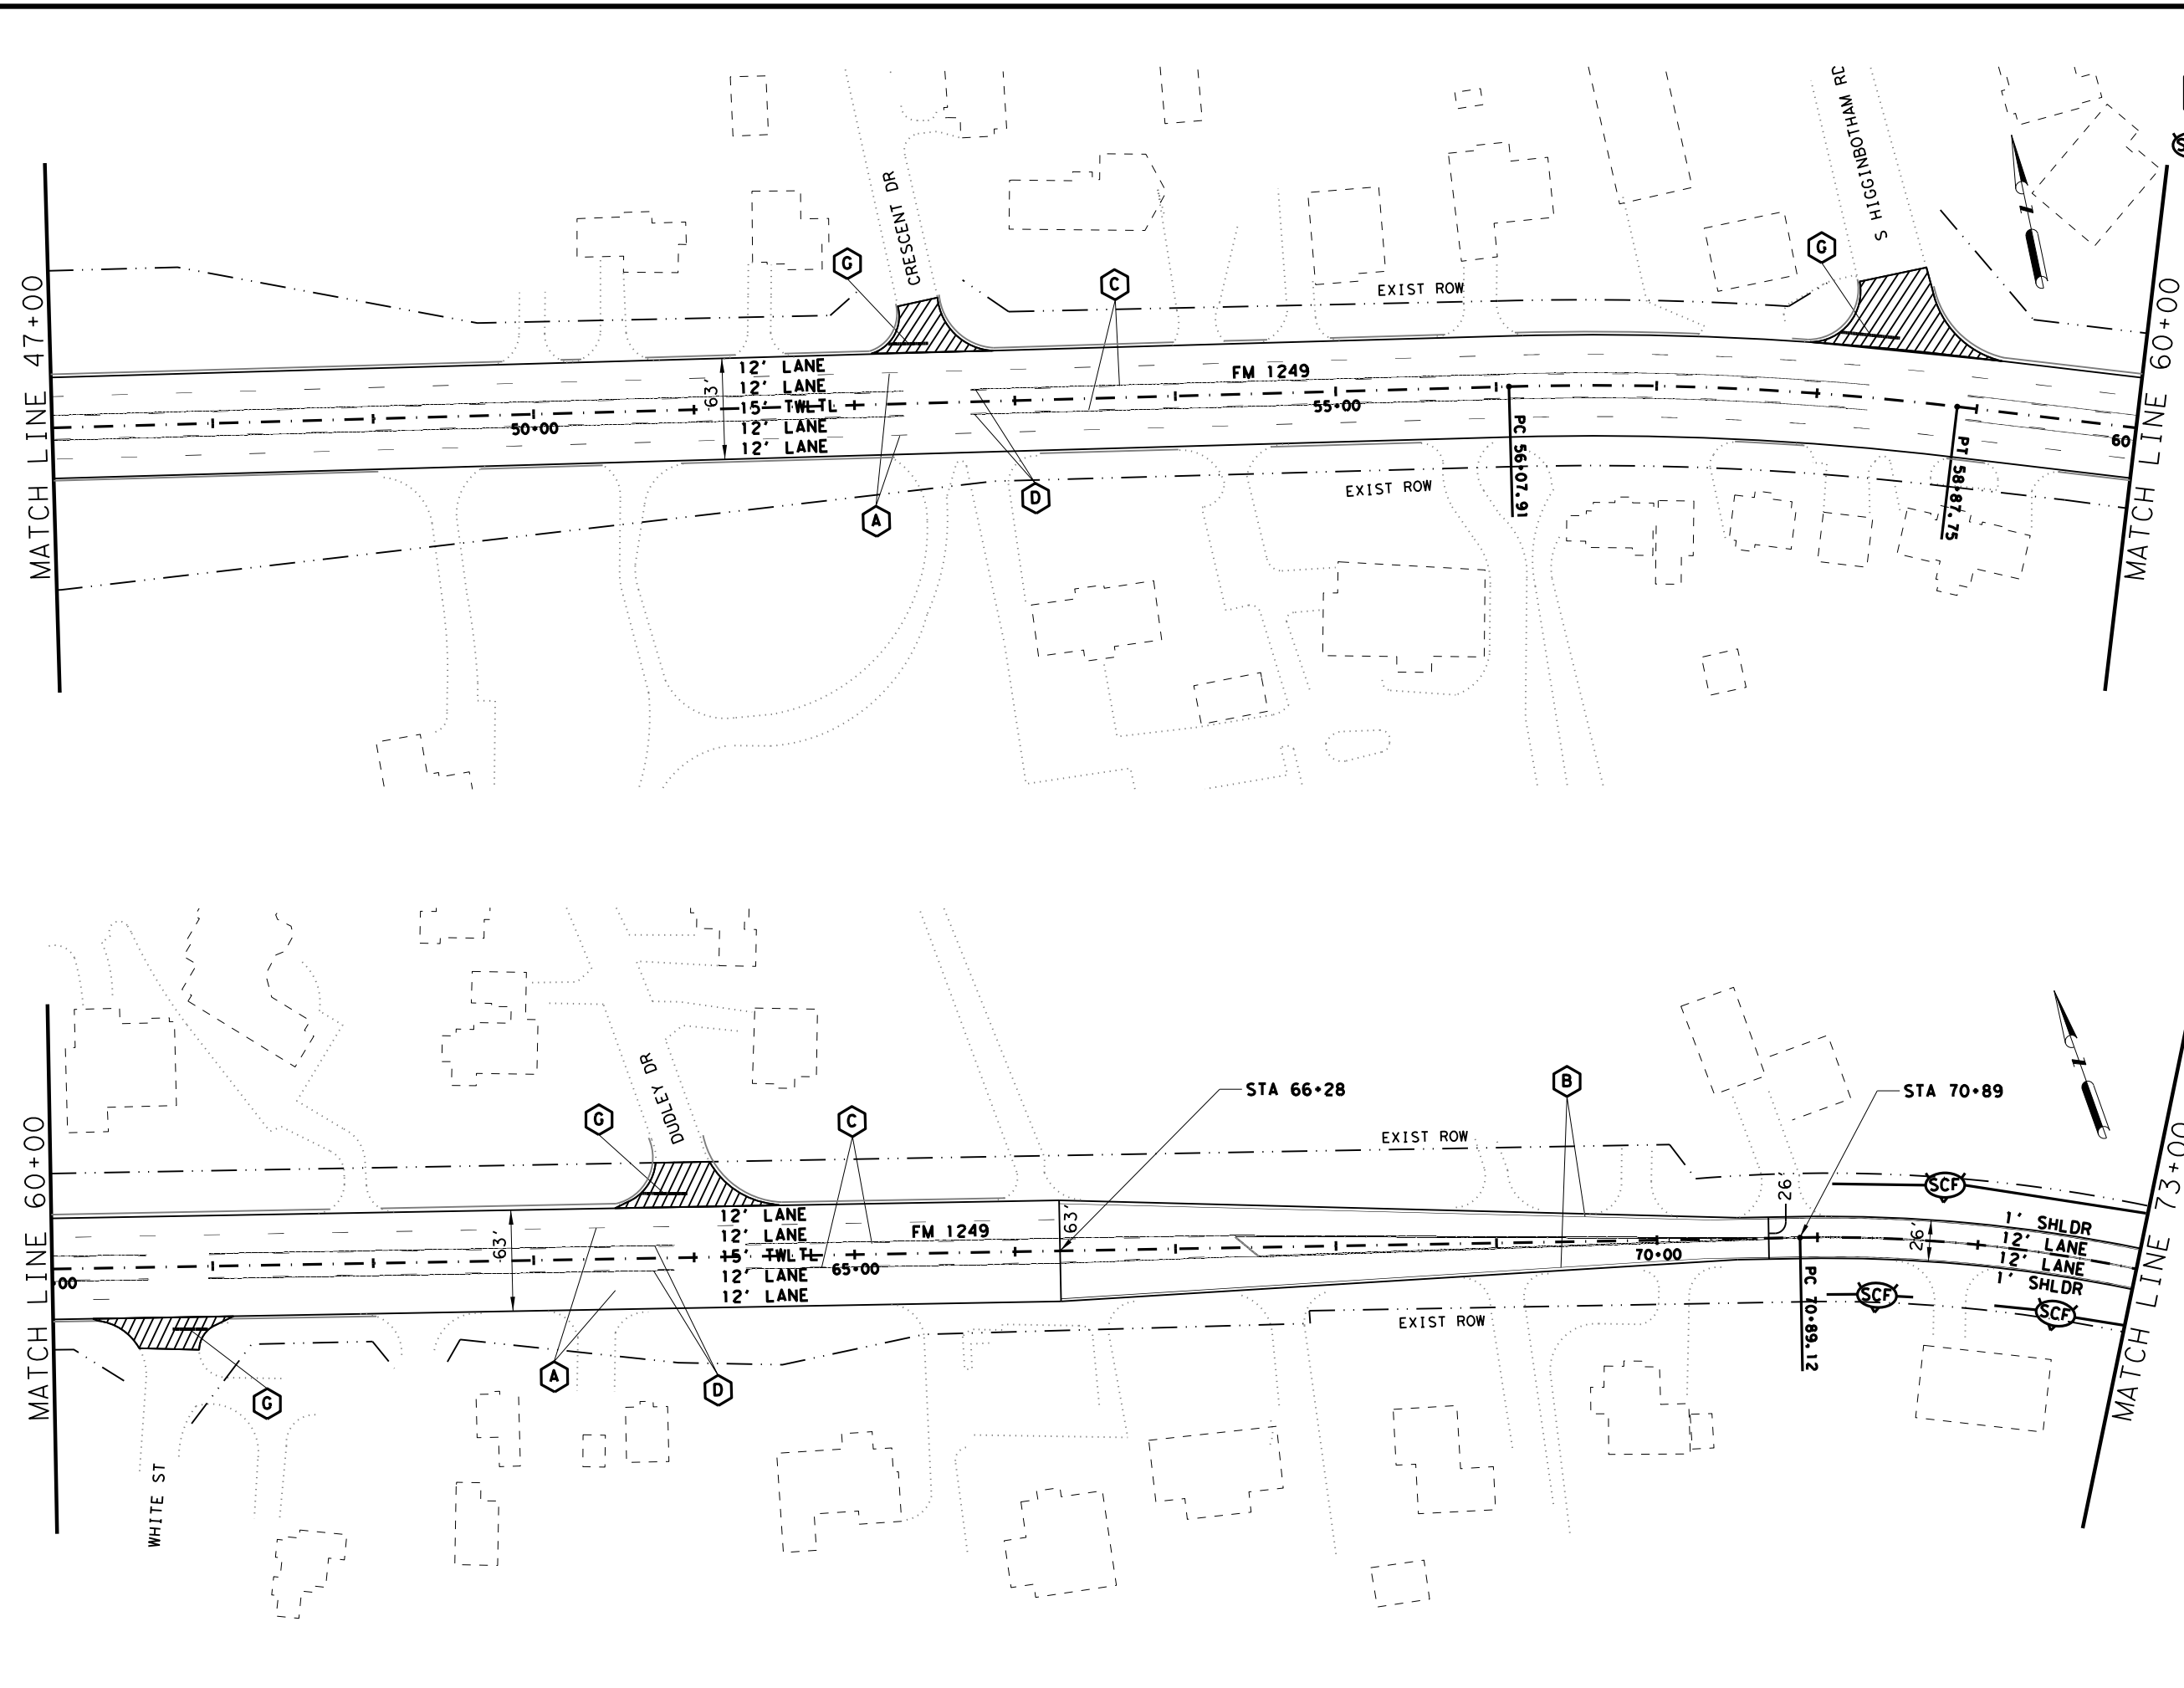 MATCH LINE 47+00
CRESCENT DR
G
C
EXIST ROW
S HIGGINBOTHAM RD
G
12' LANE
12' LANE
15' TWLTL
12' LANE
12' LANE
63'
50+00
FM 1249
55+00
A
D
EXIST ROW
PC 56+07.91
PT 58+87.75
60
MATCH LINE 60+00
MATCH LINE 60+00
00
WHITE ST
G
G
DUDLEY DR
C
63'
12' LANE
12' LANE
15' TWLTL
12' LANE
12' LANE
FM 1249
65+00
A
D
STA 66+28
63'
B
EXIST ROW
EXIST ROW
70+00
26'
STA 70+89
PC 70+89.12
SCF
SCF
SCF
26'
1' SHLDR
12' LANE
12' LANE
1' SHLDR
MATCH LINE 73+00